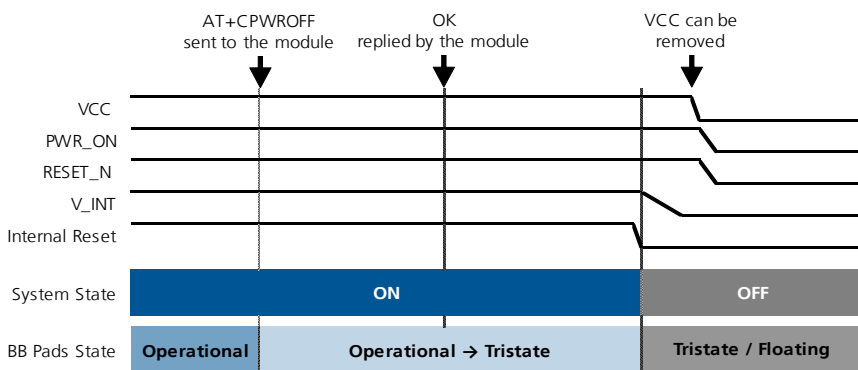 AT+CPWROFF
sent to the module
OK
replied by the module
VCC can be
removed
VCC
PWR_ON
RESET_N
V_INT
Internal Reset
System State
ON
OFF
BB Pads State
Operational
Operational → Tristate
Tristate / Floating